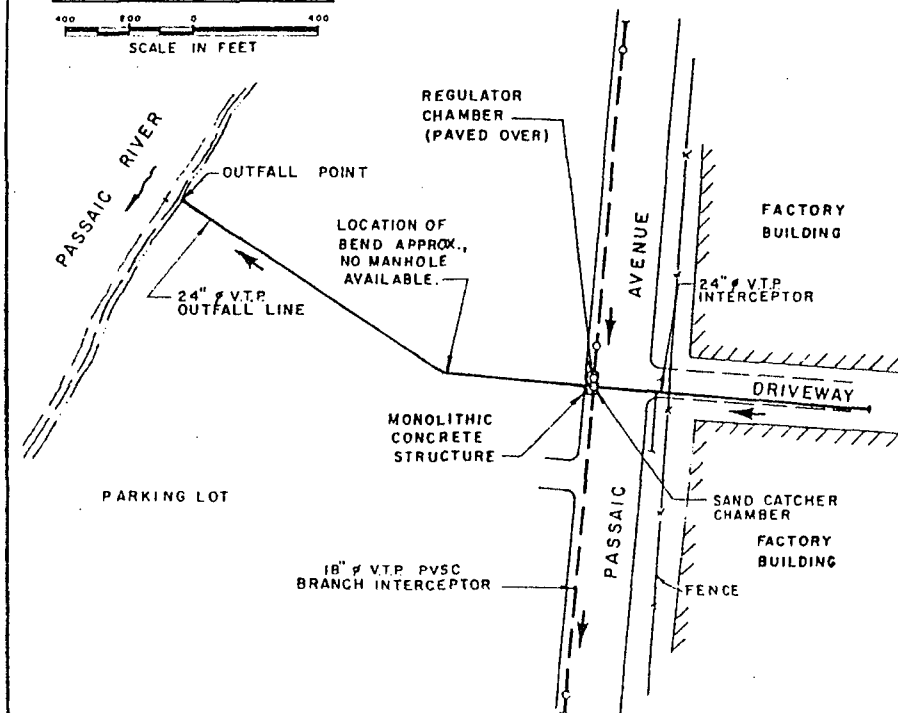 400 200 0 400
SCALE IN FEET
REGULATOR
CHAMBER
(PAVED OVER)
PASSAIC RIVER
OUTFALL POINT
LOCATION OF
BEND APPROX.,
NO MANHOLE
AVAILABLE.
AVENUE
FACTORY
BUILDING
24" ø V.T.P.
INTERCEPTOR
24" ø V.T.P.
OUTFALL LINE
DRIVEWAY
MONOLITHIC
CONCRETE
STRUCTURE
PARKING LOT
PASSAIC
SAND CATCHER
CHAMBER
FACTORY
BUILDING
18" ø V.T.P. PVSC
BRANCH INTERCEPTOR
FENCE